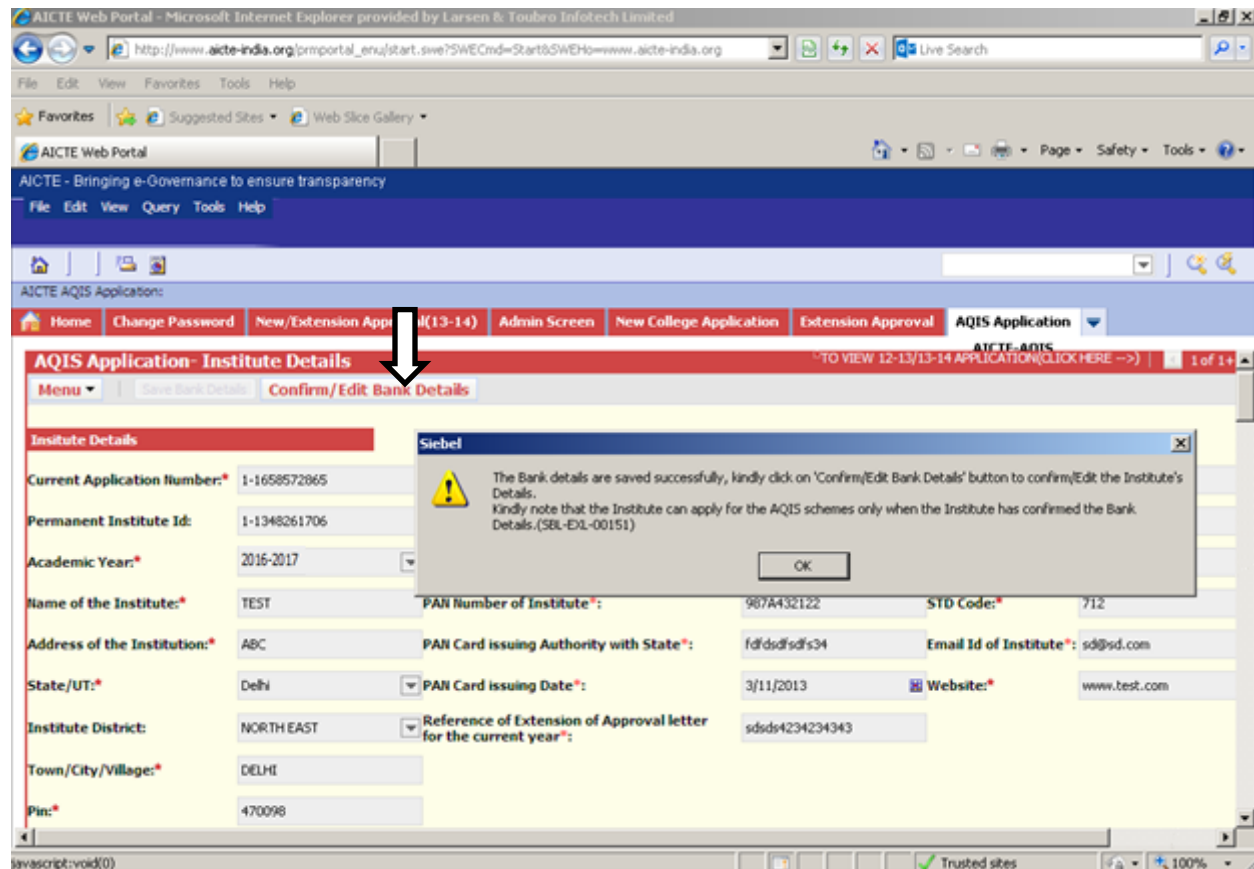 AICTE Web Portal - Microsoft Internet Explorer provided by Larsen & Toubro Infotech Limited
http://www.aicte-india.org/prmportal_enu/start.swe?SWECmd=Start&SWEHo=www.aicte-india.org
Live Search
File Edit View Favorites Tools Help
Favorites Suggested Sites Web Slice Gallery
AICTE Web Portal
Page Safety Tools
AICTE - Bringing e-Governance to ensure transparency
File Edit View Query Tools Help
AICTE AQIS Application:
Home Change Password New/Extension Approval(13-14) Admin Screen New College Application Extension Approval AQIS Application
AICTE-AQIS
AQIS Application- Institute Details TO VIEW 12-13/13-14 APPLICATION(CLICK HERE -->) 1 of 1+
Menu Save Bank Details Confirm/Edit Bank Details
Insitute Details
Siebel
The Bank details are saved successfully, kindly click on 'Confirm/Edit Bank Details' button to confirm/Edit the Institute's
Details.
Kindly note that the Institute can apply for the AQIS schemes only when the Institute has confirmed the Bank
Details.(SBL-EXL-00151)
OK
Current Application Number:* 1-1658572865
Permanent Institute Id: 1-1348261706
Academic Year:* 2016-2017
Name of the Institute:* TEST PAN Number of Institute*: 987A432122 STD Code:* 712
Address of the Institution:* ABC PAN Card issuing Authority with State*: fdfdsdfsdfs34 Email Id of Institute*: sd@sd.com
State/UT:* Delhi PAN Card issuing Date*: 3/11/2013 Website:* www.test.com
Institute District: NORTH EAST Reference of Extension of Approval letter
for the current year*: sdsds4234234343
Town/City/Village:* DELHI
Pin:* 470098
javascript:void(0) Trusted sites 100%